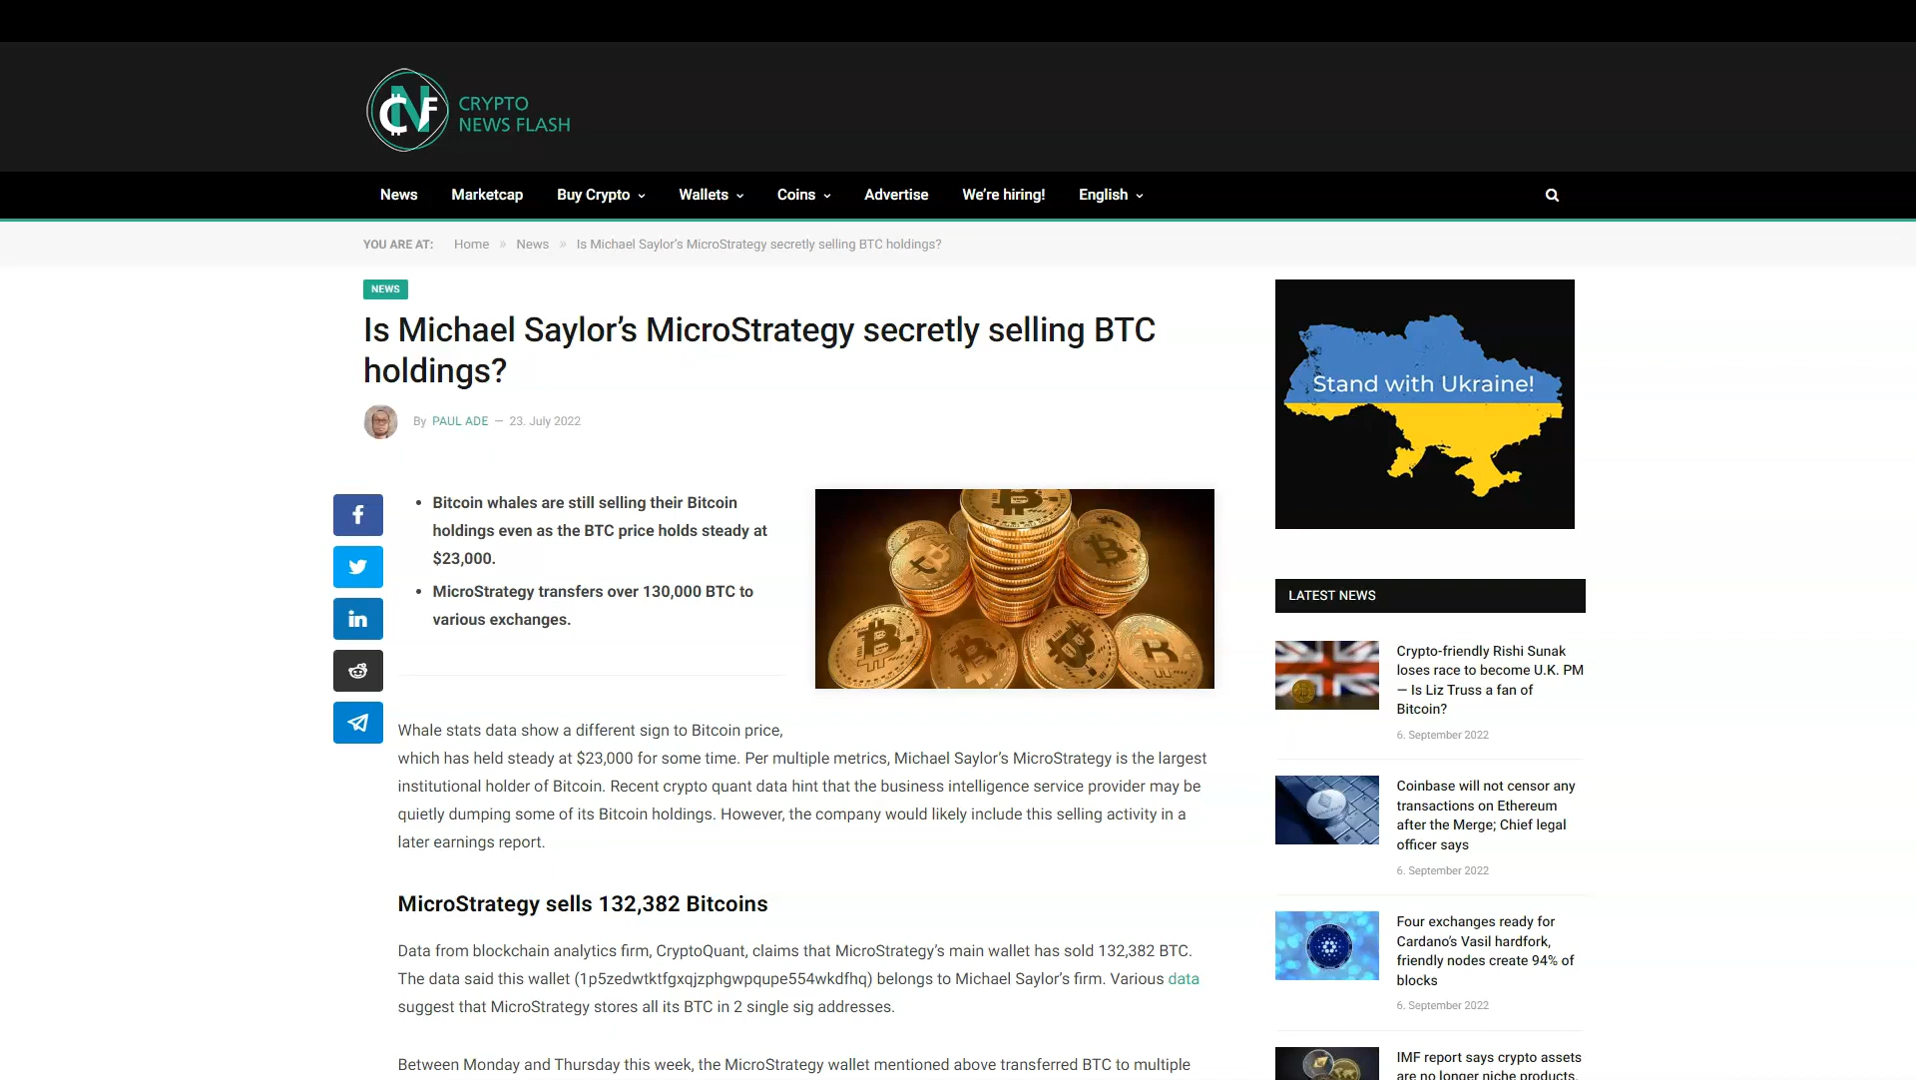 CNF
CRYPTO
NEWS FLASH
News
Marketcap
Buy Crypto
Wallets
Coins
Advertise
We're hiring!
English
YOU ARE AT: Home » News » Is Michael Saylor's MicroStrategy secretly selling BTC holdings?
NEWS
Is Michael Saylor's MicroStrategy secretly selling BTC
holdings?
By PAUL ADE — 23. July 2022
• Bitcoin whales are still selling their Bitcoin
holdings even as the BTC price holds steady at
$23,000.
• MicroStrategy transfers over 130,000 BTC to
various exchanges.
Whale stats data show a different sign to Bitcoin price,
which has held steady at $23,000 for some time. Per multiple metrics, Michael Saylor's MicroStrategy is the largest
institutional holder of Bitcoin. Recent crypto quant data hint that the business intelligence service provider may be
quietly dumping some of its Bitcoin holdings. However, the company would likely include this selling activity in a
later earnings report.
MicroStrategy sells 132,382 Bitcoins
Data from blockchain analytics firm, CryptoQuant, claims that MicroStrategy's main wallet has sold 132,382 BTC.
The data said this wallet (1p5zedwtktfgxqjzphgwpqupe554wkdfhq) belongs to Michael Saylor's firm. Various data
suggest that MicroStrategy stores all its BTC in 2 single sig addresses.
Between Monday and Thursday this week, the MicroStrategy wallet mentioned above transferred BTC to multiple
Stand with Ukraine!
LATEST NEWS
Crypto-friendly Rishi Sunak
loses race to become U.K. PM
— Is Liz Truss a fan of
Bitcoin?
6. September 2022
Coinbase will not censor any
transactions on Ethereum
after the Merge; Chief legal
officer says
6. September 2022
Four exchanges ready for
Cardano's Vasil hardfork,
friendly nodes create 94% of
blocks
6. September 2022
IMF report says crypto assets
are no longer niche products,